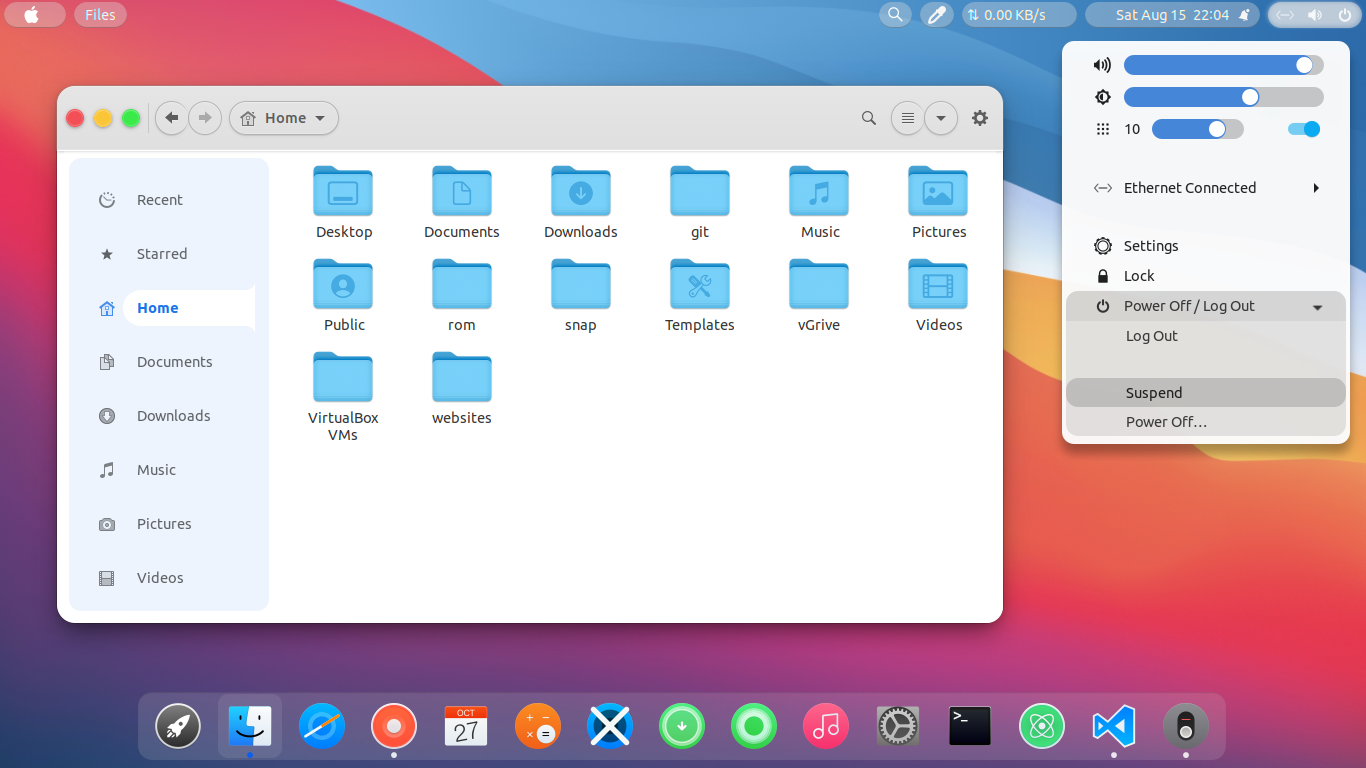 Files
0.00 KB/s
Sat Aug 15 22:04
Home
Recent
Starred
Home
Documents
Downloads
Music
Pictures
Videos
Desktop Documents Downloads git Music Pictures
Public rom snap Templates vGrive Videos
VirtualBox websites
VMs
10
Ethernet Connected
Settings
Lock
Power Off / Log Out
Log Out
Suspend
Power Off…
OCT
27
>_